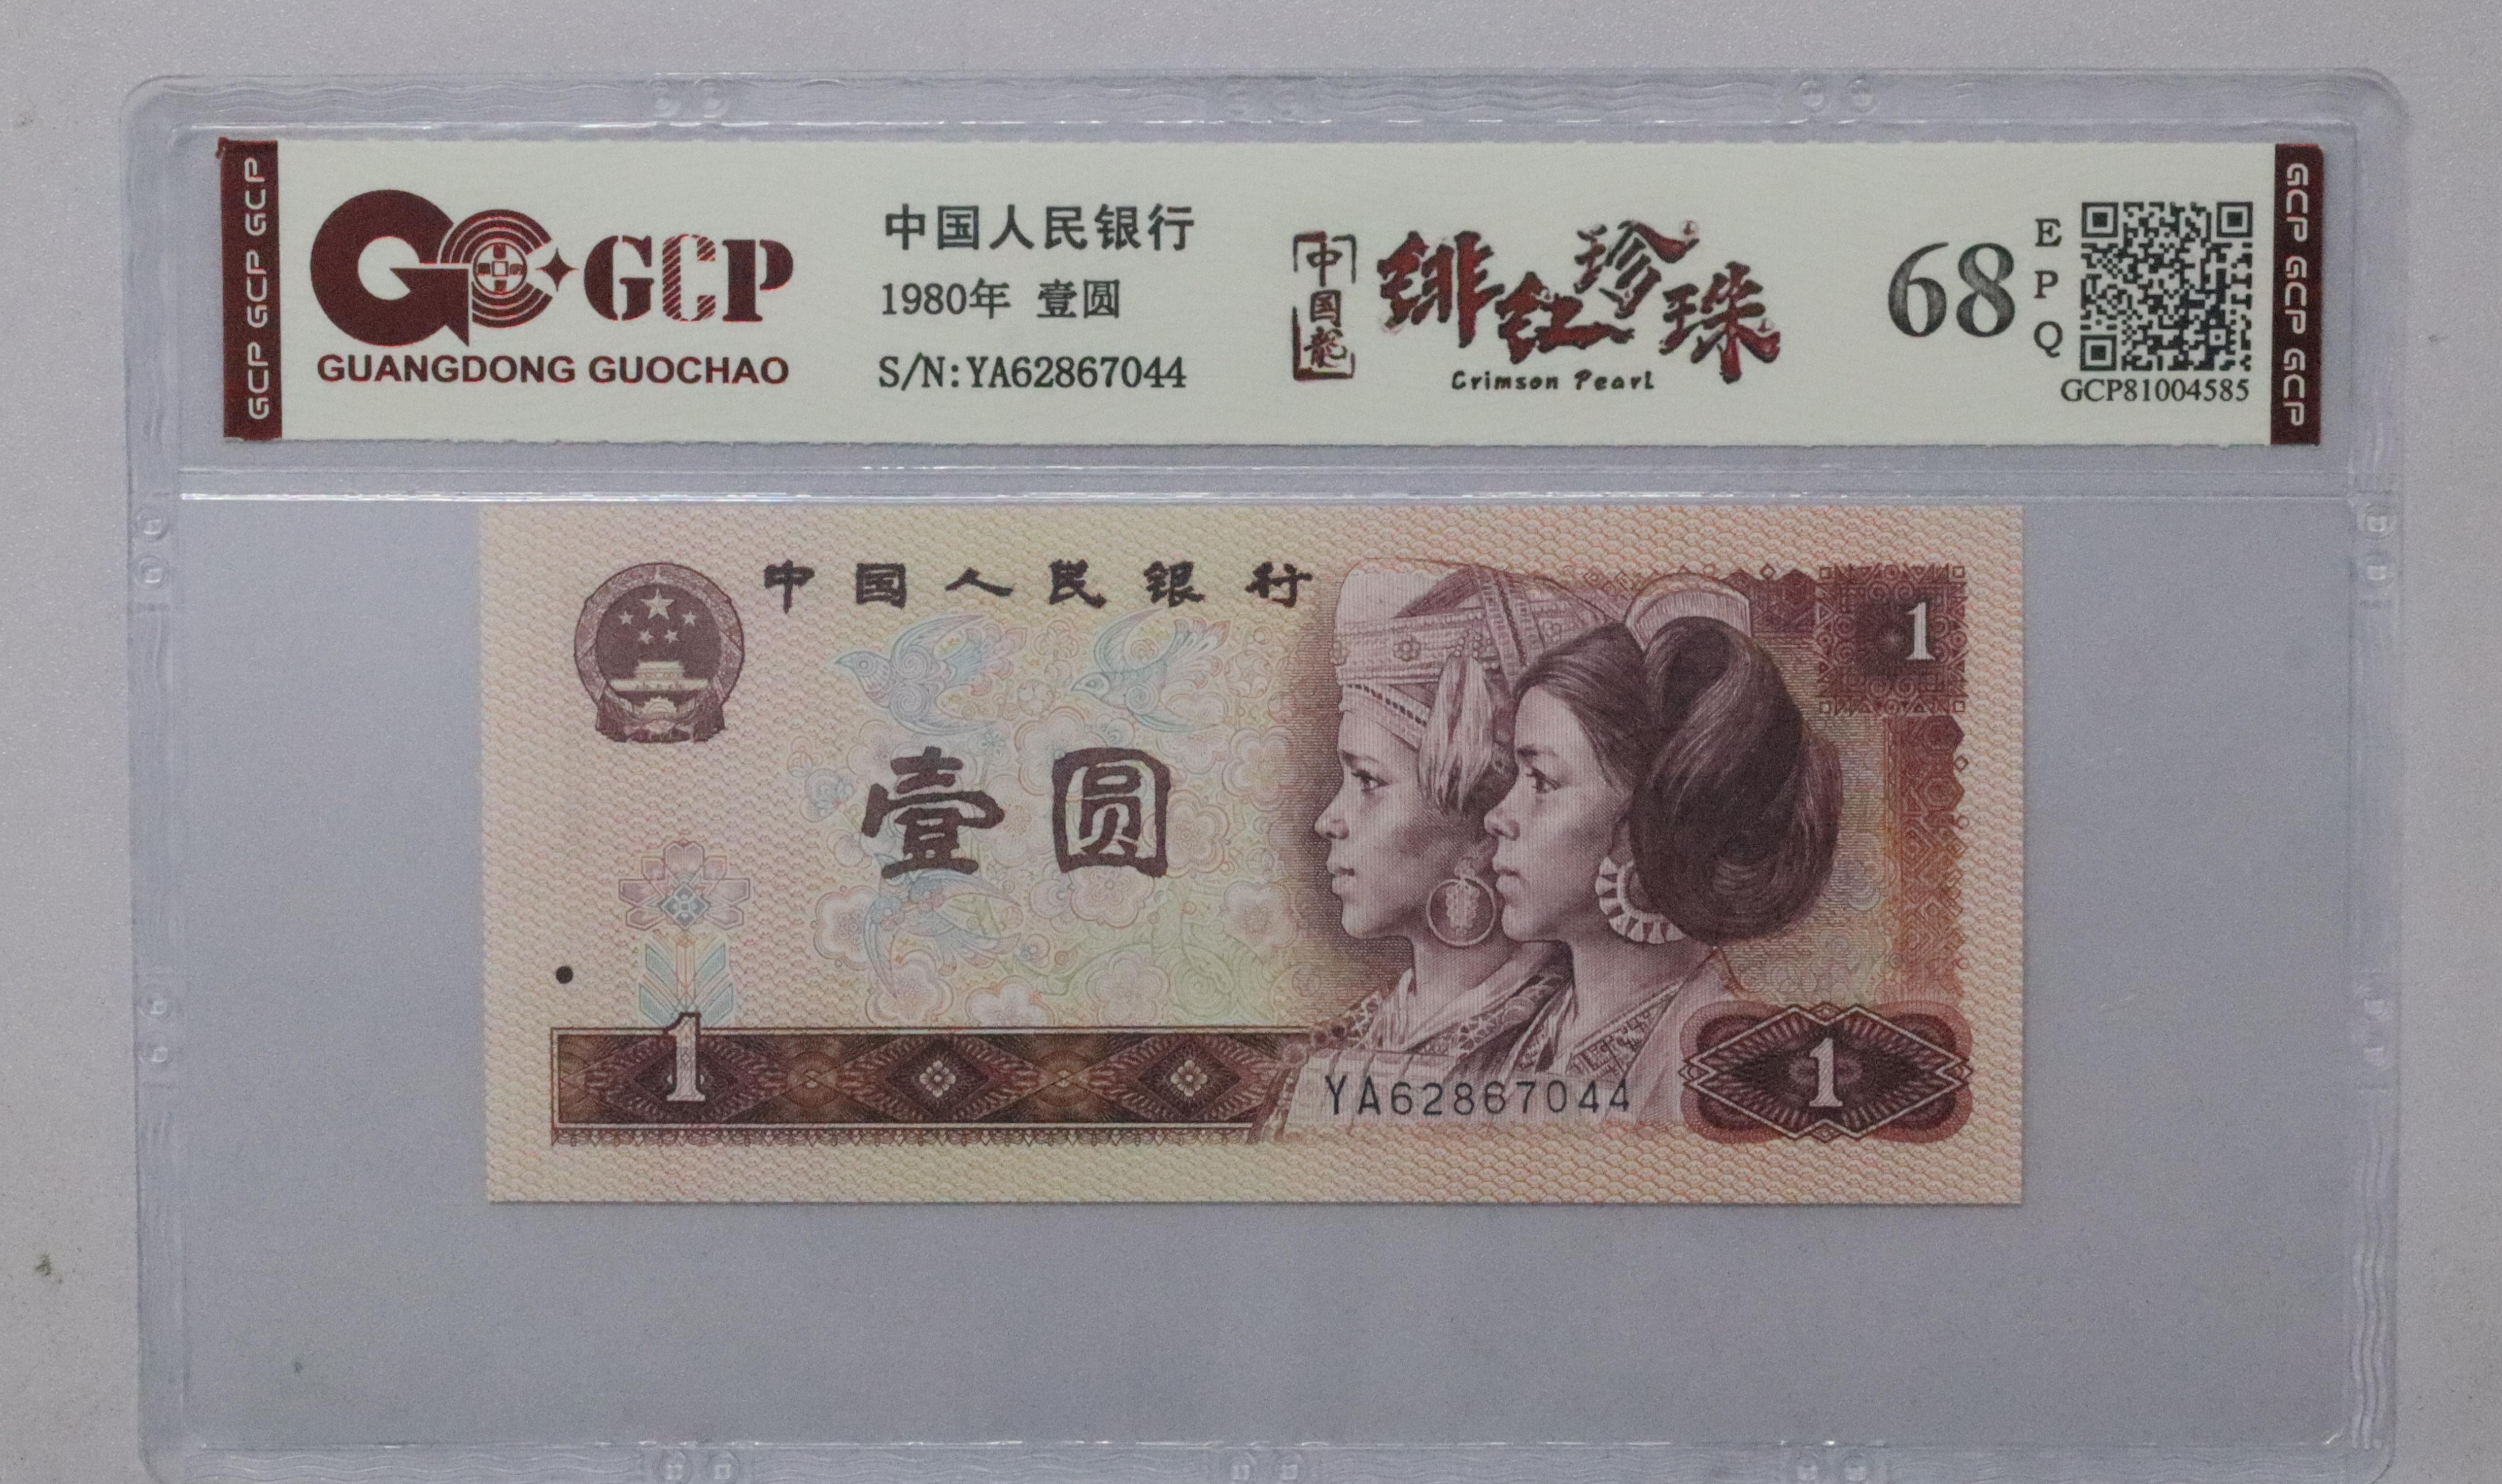 GCP GCP GCP
GCP
GUANGDONG GUOCHAO
中国人民银行
1980年 壹圆
S/N:YA62867044
中国龍
绯红珍珠
Crimson Pearl
68
EPQ
GCP81004585
GCP GCP GCP
中国人民银行
1
壹圆
1
YA62867044
1